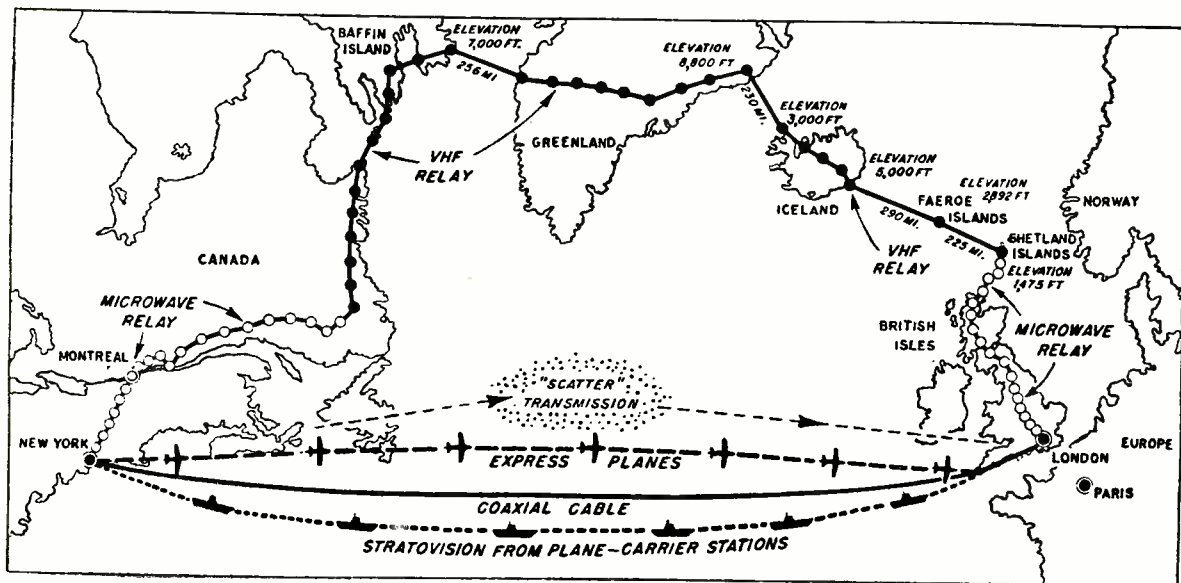 BAFFIN
ISLAND
ELEVATION
7,000 FT.
256 MI.
ELEVATION
8,800 FT
230 MI.
ELEVATION
3,000 FT
GREENLAND
VHF
RELAY
ELEVATION
5,000 FT
ICELAND
ELEVATION
2,892 FT
FAEROE
ISLANDS
290 MI.
225 MI.
NORWAY
SHETLAND
ISLANDS
ELEVATION
1,475 FT
VHF
RELAY
CANADA
MICROWAVE
RELAY
MONTREAL
BRITISH
ISLES
MICROWAVE
RELAY
"SCATTER"
TRANSMISSION
NEW YORK
EXPRESS PLANES
EUROPE
LONDON
PARIS
COAXIAL CABLE
STRATOVISION FROM PLANE-CARRIER STATIONS